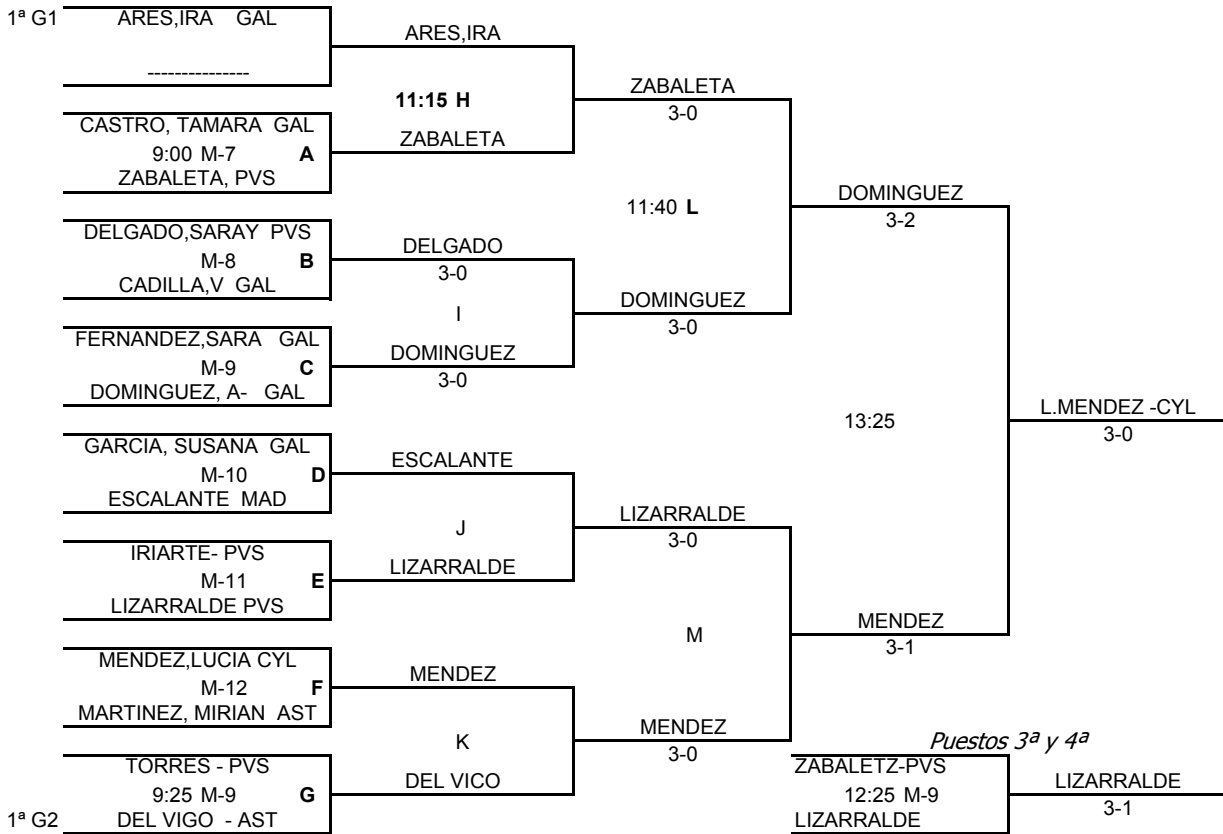 1ª G1
ARES,IRA GAL
---------------
CASTRO, TAMARA GAL
9:00 M-7 A
ZABALETA, PVS
DELGADO,SARAY PVS
M-8 B
CADILLA,V GAL
FERNANDEZ,SARA GAL
M-9 C
DOMINGUEZ, A- GAL
GARCIA, SUSANA GAL
M-10 D
ESCALANTE MAD
IRIARTE- PVS
M-11 E
LIZARRALDE PVS
MENDEZ,LUCIA CYL
M-12 F
MARTINEZ, MIRIAN AST
TORRES - PVS
9:25 M-9 G
1ª G2 DEL VIGO - AST
ARES,IRA
11:15 H
ZABALETA
DELGADO
3-0
I
DOMINGUEZ
3-0
ESCALANTE
J
LIZARRALDE
MENDEZ
K
DEL VICO
ZABALETA
3-0
11:40 L
DOMINGUEZ
3-0
LIZARRALDE
3-0
M
MENDEZ
3-0
DOMINGUEZ
3-2
13:25
MENDEZ
3-1
L.MENDEZ -CYL
3-0
Puestos 3ª y 4ª
ZABALETZ-PVS
12:25 M-9
LIZARRALDE
LIZARRALDE
3-1